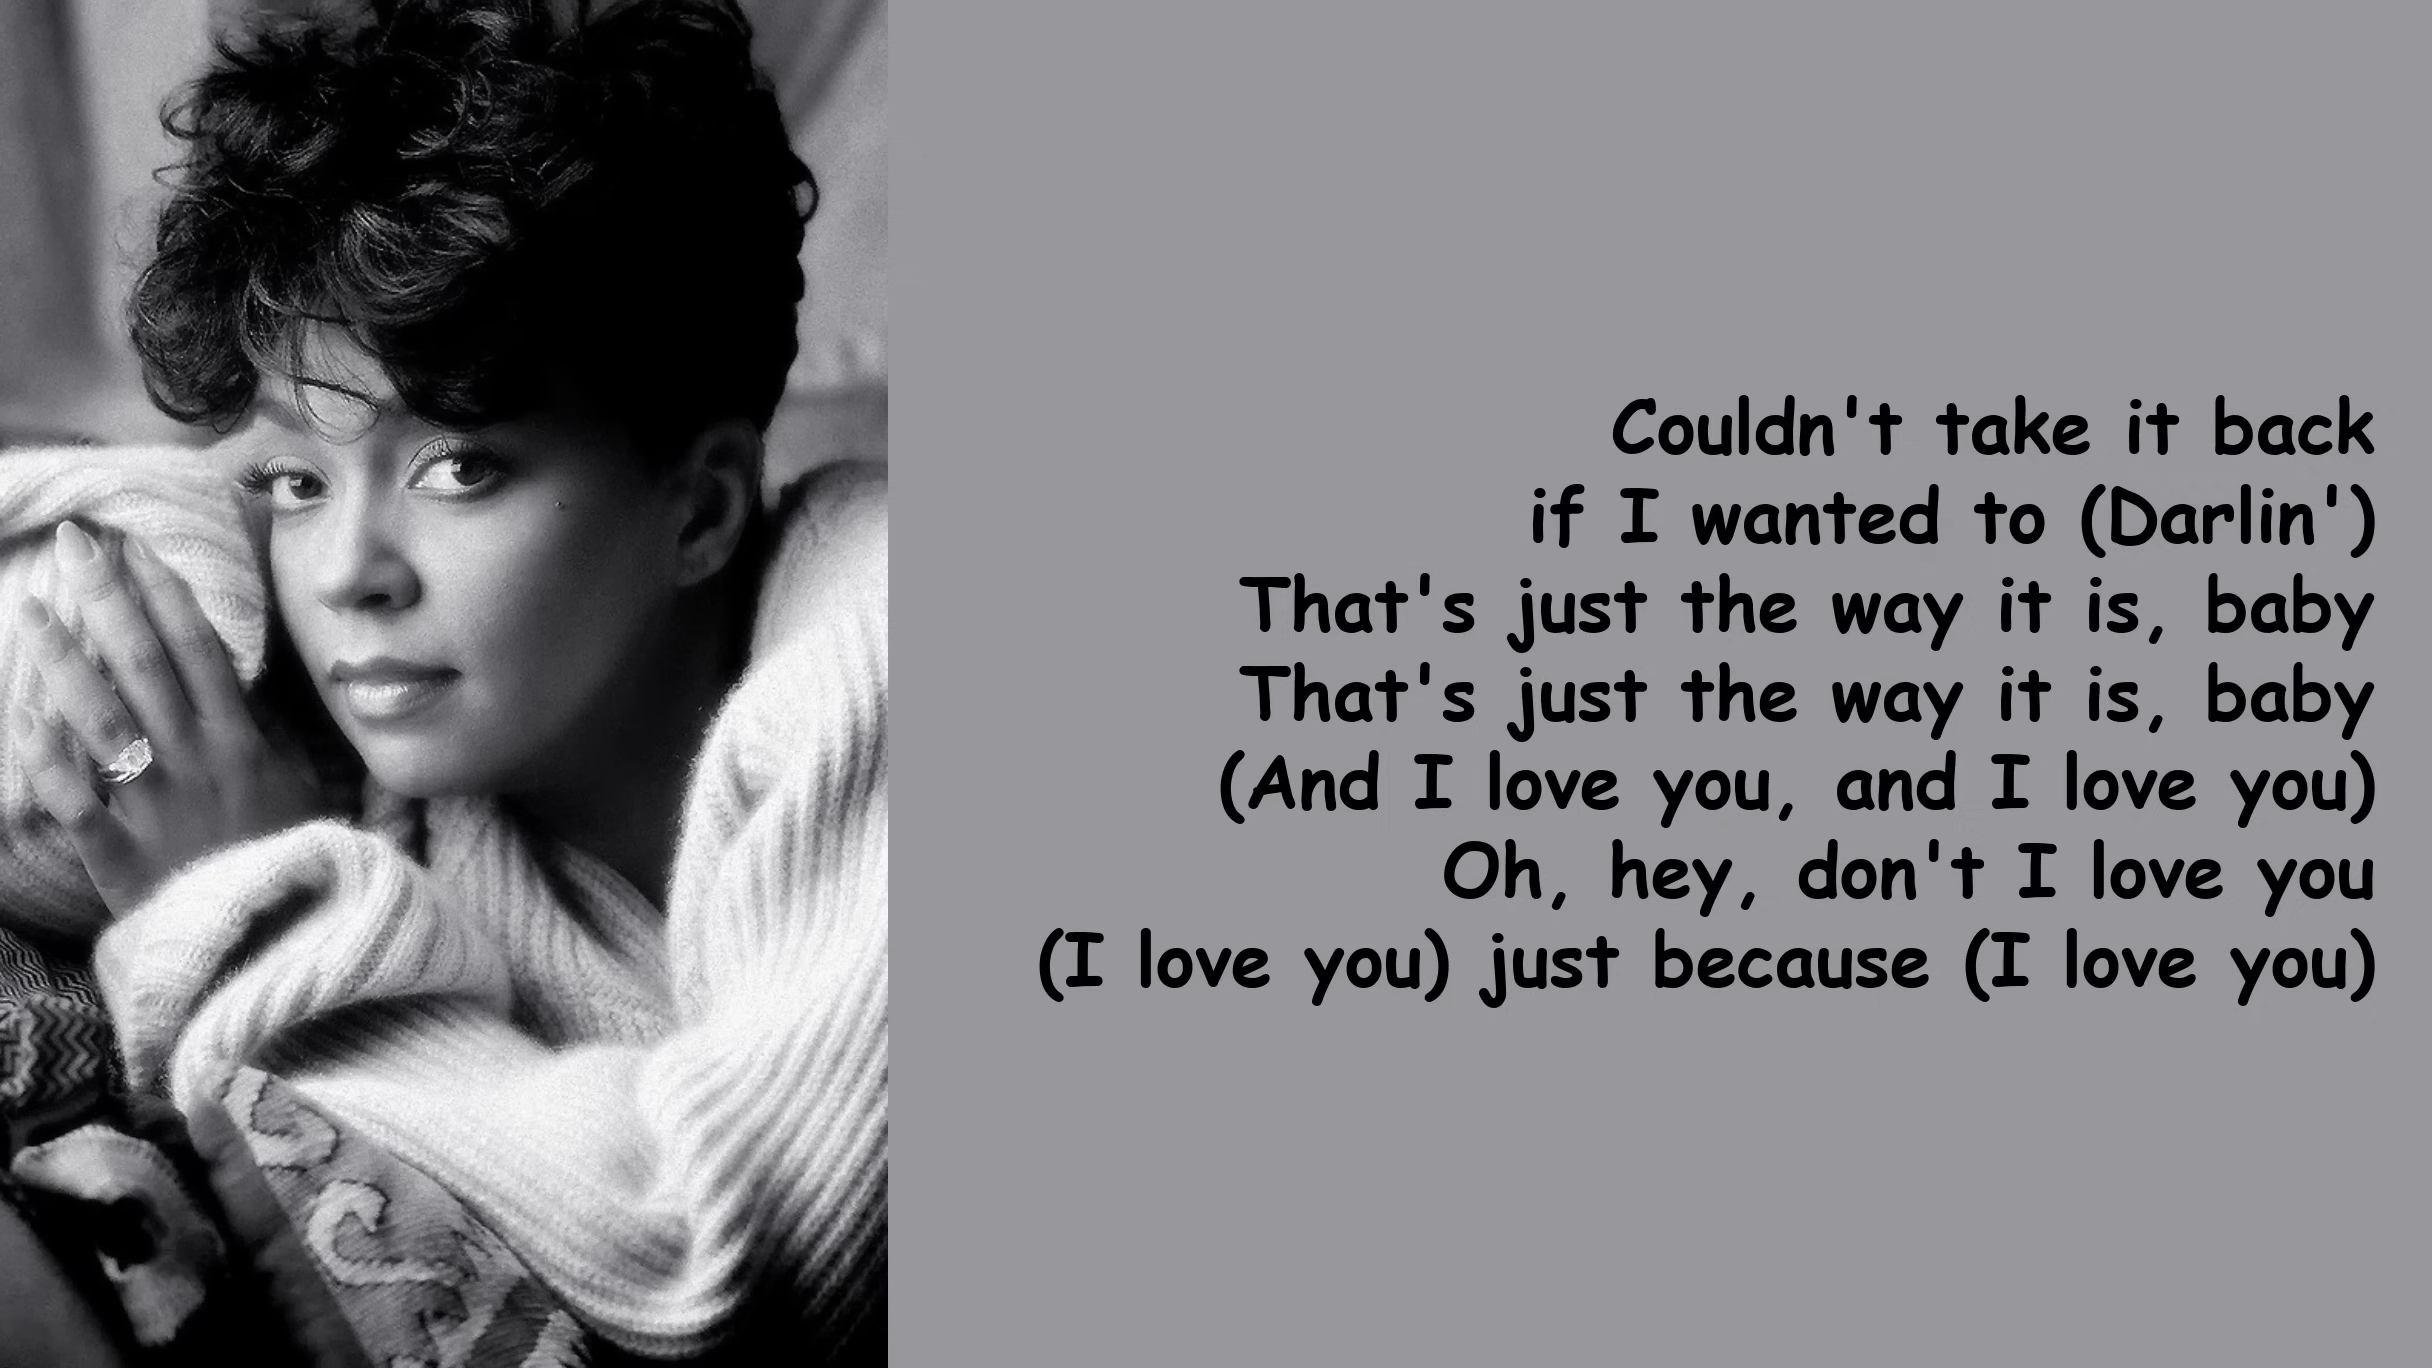 Couldn't take it back
if I wanted to (Darlin')
That's just the way it is, baby
That's just the way it is, baby
(And I love you, and I love you)
Oh, hey, don't I love you
(I love you) just because (I love you)